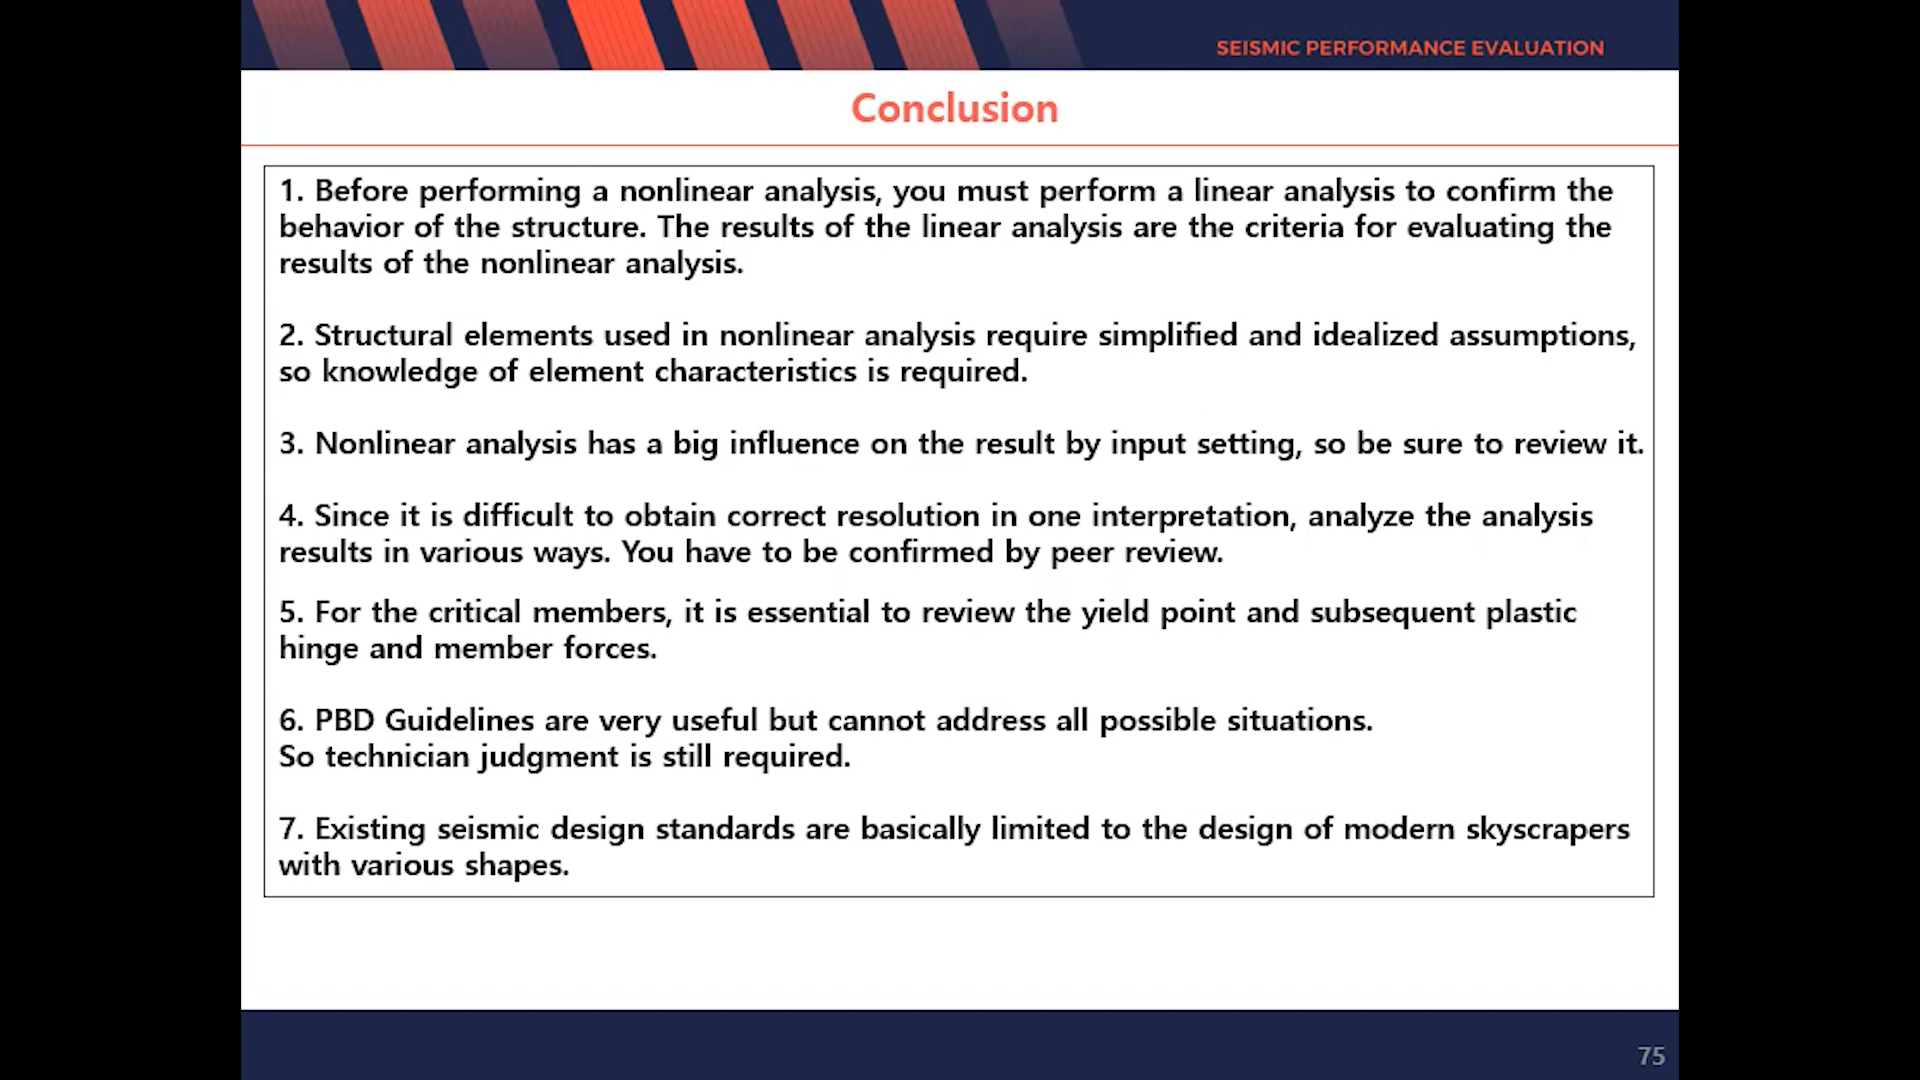 SEISMIC PERFORMANCE EVALUATION
Conclusion
1. Before performing a nonlinear analysis, you must perform a linear analysis to confirm the
behavior of the structure. The results of the linear analysis are the criteria for evaluating the
results of the nonlinear analysis.
2. Structural elements used in nonlinear analysis require simplified and idealized assumptions,
so knowledge of element characteristics is required.
3. Nonlinear analysis has a big influence on the result by input setting, so be sure to review it.
4. Since it is difficult to obtain correct resolution in one interpretation, analyze the analysis
results in various ways. You have to be confirmed by peer review.
5. For the critical members, it is essential to review the yield point and subsequent plastic
hinge and member forces.
6. PBD Guidelines are very useful but cannot address all possible situations.
So technician judgment is still required.
7. Existing seismic design standards are basically limited to the design of modern skyscrapers
with various shapes.
75